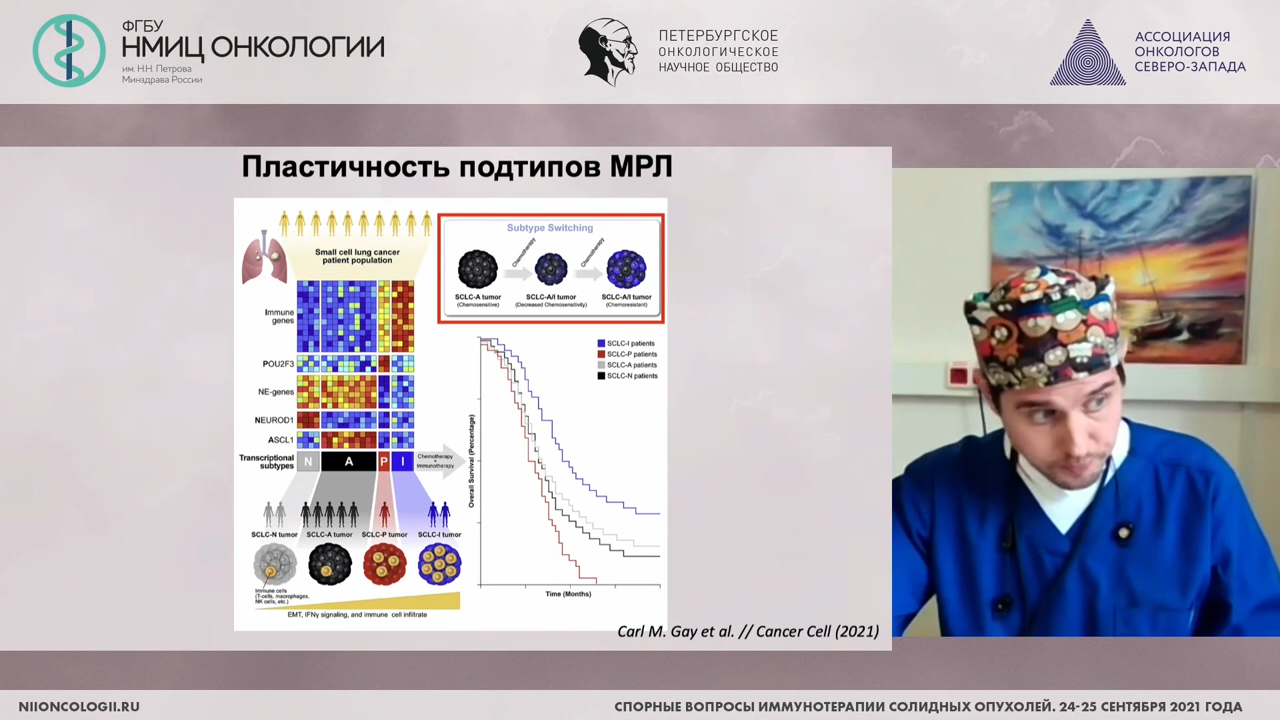 ФГБУ
НМИЦ ОНКОЛОГИИ
им. Н.Н. Петрова
Минздрава России
ПЕТЕРБУРГСКОЕ
ОНКОЛОГИЧЕСКОЕ
НАУЧНОЕ ОБЩЕСТВО
АССОЦИАЦИЯ
ОНКОЛОГОВ
СЕВЕРО-ЗАПАДА
Пластичность подтипов МРЛ
Small cell lung cancer
patient population
Immune
genes
POU2F3
NE-genes
NEUROD1
ASCL1
Transcriptional
subtypes
N A P I
Chemotherapy
+
Immunotherapy
SCLC-N tumor SCLC-A tumor SCLC-P tumor SCLC-I tumor
Immune cells
(T-cells, macrophages,
NK cells, etc.)
EMT, IFNγ signaling, and immune cell infiltrate
Subtype Switching
Chemotherapy
Chemotherapy
SCLC-A tumor
(Chemosensitive)
SCLC-A/I tumor
(Decreased Chemosensitivity)
SCLC-A/I tumor
(Chemoresistant)
SCLC-I patients
SCLC-P patients
SCLC-A patients
SCLC-N patients
Overall Survival (Percentage)
Time (Months)
Carl M. Gay et al. // Cancer Cell (2021)
NIIONCOLOGII.RU
СПОРНЫЕ ВОПРОСЫ ИММУНОТЕРАПИИ СОЛИДНЫХ ОПУХОЛЕЙ. 24-25 СЕНТЯБРЯ 2021 ГОДА